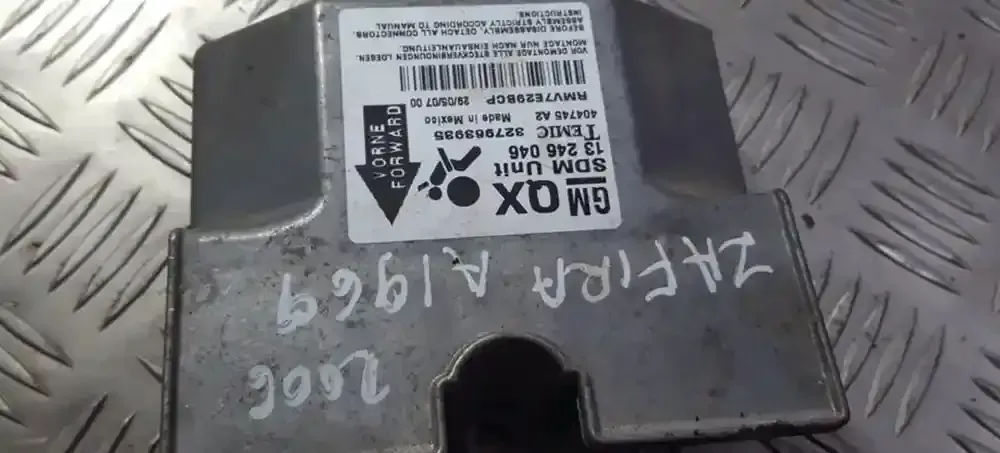 GM QX
SDM Unit
13 246 046
TEMIC 327963935
404745 A2 Made in Mexico
RMV7E29BCP 29/05/07 00
VORNE
FORWARD
VOR DEMONTAGE ALLE STECKVERBINDUNGEN LOESEN.
MONTAGE NUR NACH EINBAUANLEITUNG.
BEFORE DISASSEMBLY, DETACH ALL CONNECTORS.
ASSEMBLY STRICTLY ACCORDING TO MANUAL
INSTRUCTIONS.
ZAFIRA A1969
2006